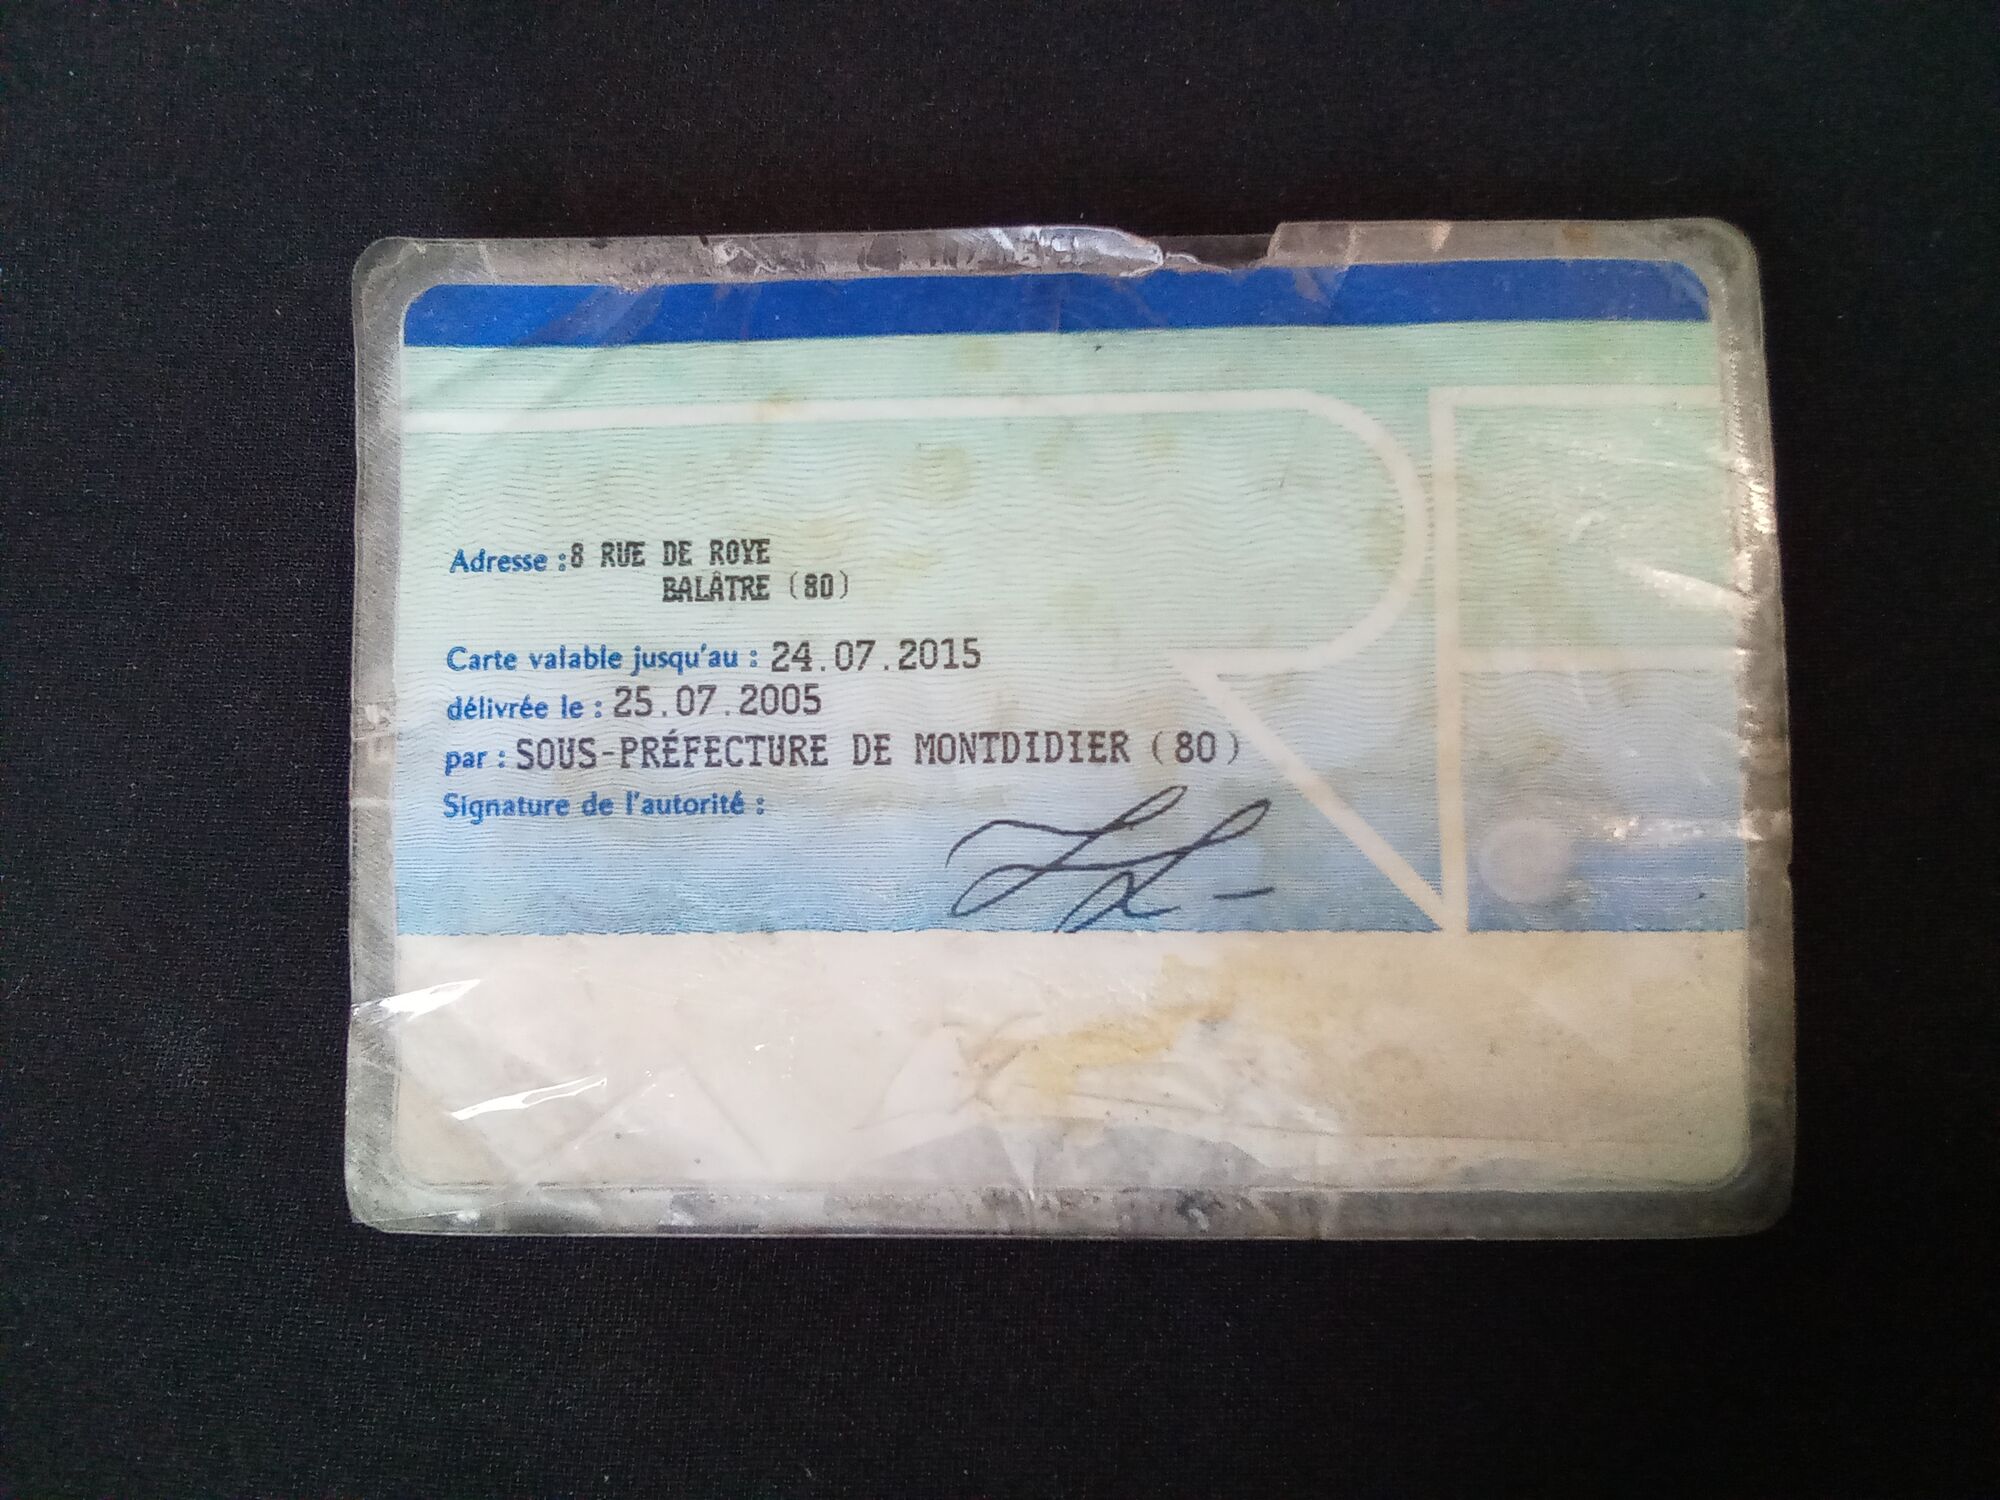 Adresse : 8 RUE DE ROYE
BALÂTRE (80)
Carte valable jusqu'au : 24.07.2015
délivrée le : 25.07.2005
par : SOUS-PRÉFECTURE DE MONTDIDIER (80)
Signature de l'autorité :
RF